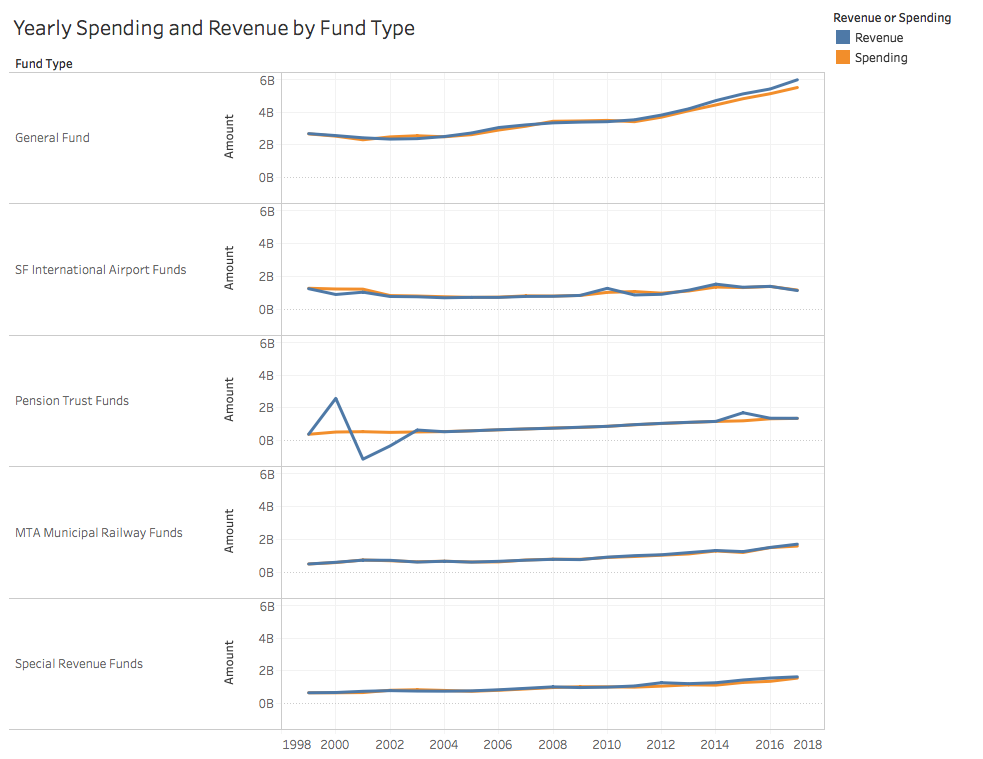 Yearly Spending and Revenue by Fund Type
Revenue or Spending
Revenue
Spending
Fund Type
General Fund
Amount
6B
4B
2B
0B
SF International Airport Funds
Amount
6B
4B
2B
0B
Pension Trust Funds
Amount
6B
4B
2B
0B
MTA Municipal Railway Funds
Amount
6B
4B
2B
0B
Special Revenue Funds
Amount
6B
4B
2B
0B
1998 2000 2002 2004 2006 2008 2010 2012 2014 2016 2018